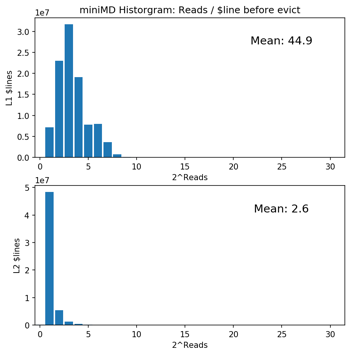 miniMD Historgram: Reads / $line before evict
1e7
Mean: 44.9
3.0
2.5
2.0
1.5
1.0
0.5
0.0
L1 $lines
0 5 10 15 20 25 30
2^Reads
1e7
Mean: 2.6
5
4
3
2
1
0
L2 $lines
0 5 10 15 20 25 30
2^Reads